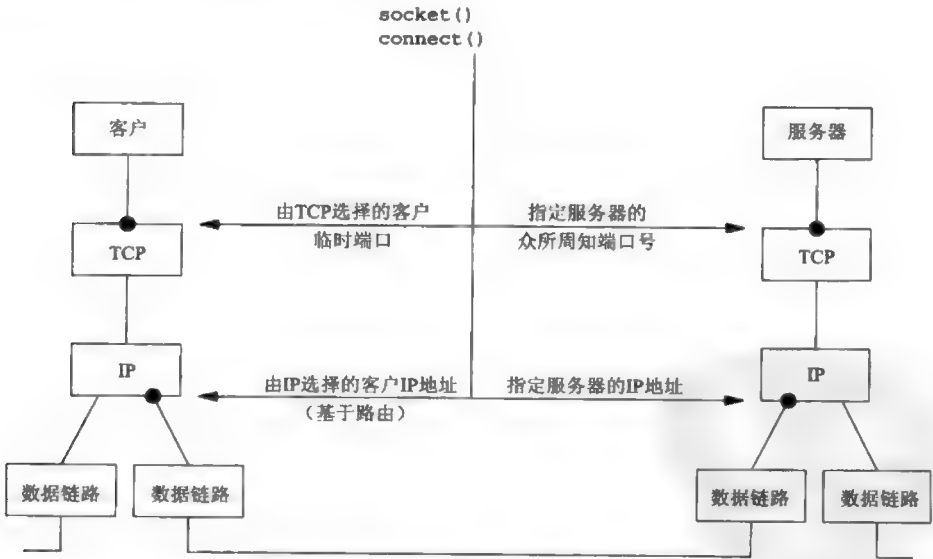 socket()
connect()
客户
服务器
由TCP选择的客户
临时端口
指定服务器的
众所周知端口号
TCP
TCP
IP
IP
由IP选择的客户IP地址
（基于路由）
指定服务器的IP地址
数据链路
数据链路
数据链路
数据链路